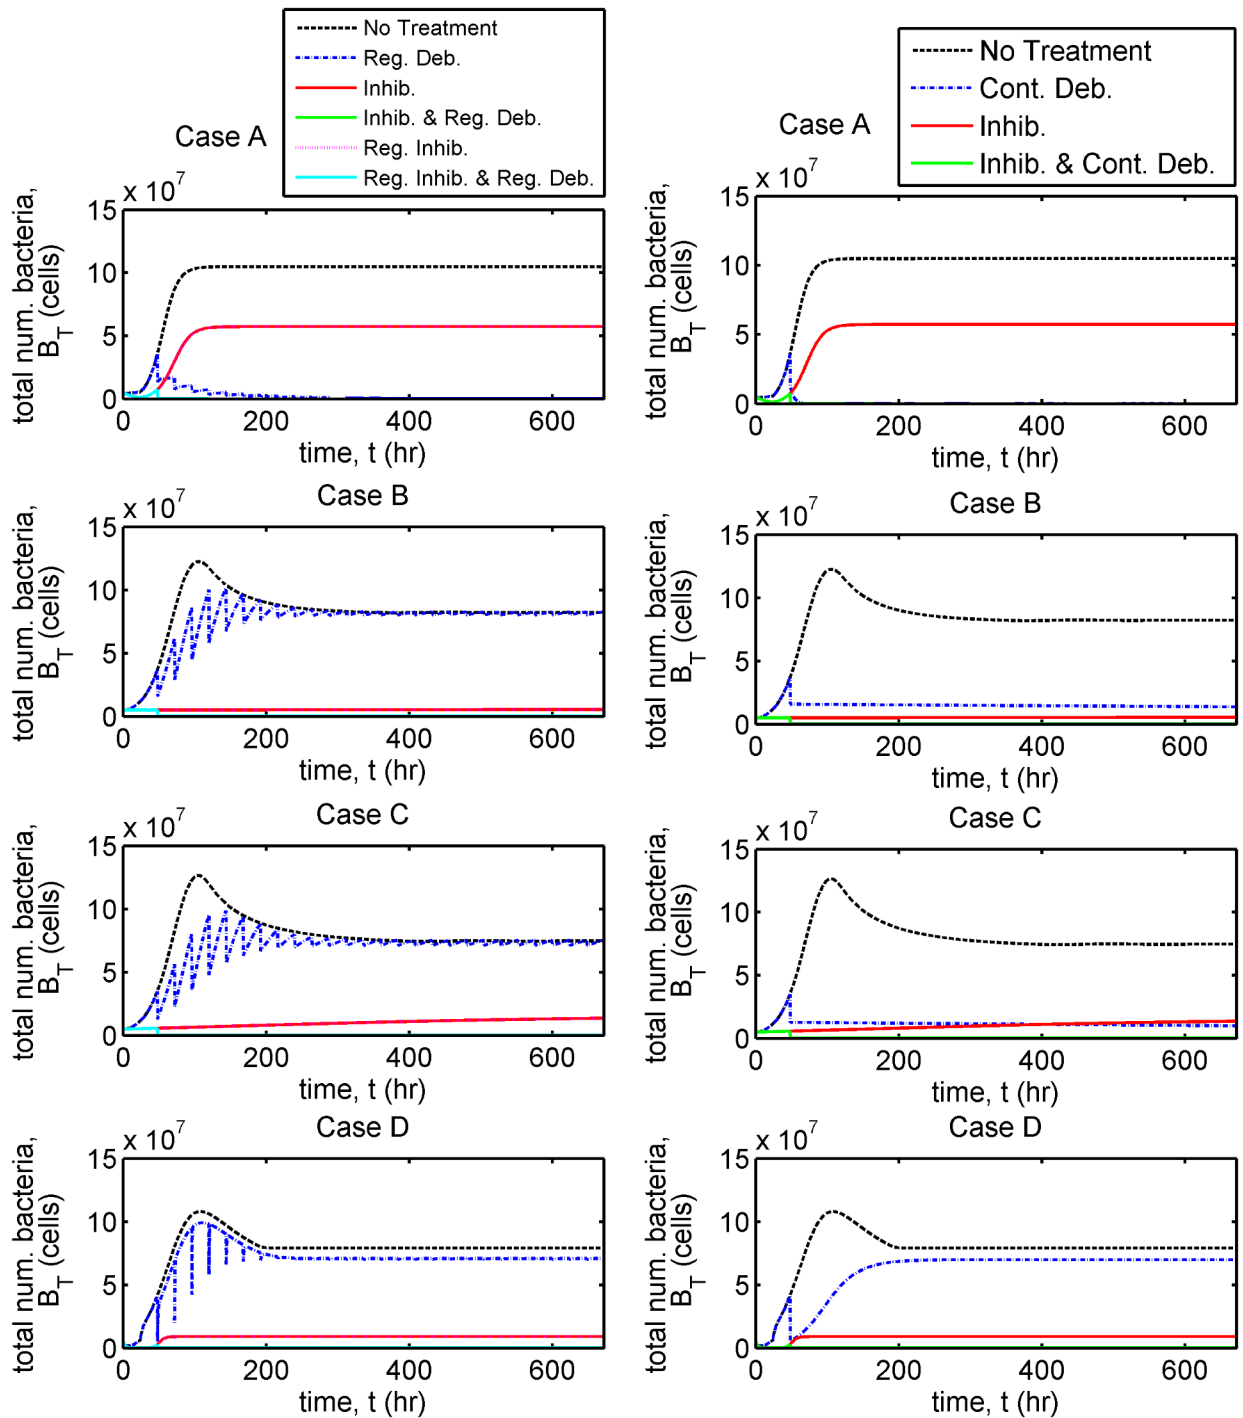 No Treatment
Reg. Deb.
Inhib.
Inhib. & Reg. Deb.
Reg. Inhib.
Reg. Inhib. & Reg. Deb.
Case A
x 10^7
15
10
5
0
total num. bacteria,
B_T (cells)
0 200 400 600
time, t (hr)
Case B
x 10^7
15
10
5
0
total num. bacteria,
B_T (cells)
0 200 400 600
time, t (hr)
Case C
x 10^7
15
10
5
0
total num. bacteria,
B_T (cells)
0 200 400 600
time, t (hr)
Case D
x 10^7
15
10
5
0
total num. bacteria,
B_T (cells)
0 200 400 600
time, t (hr)
No Treatment
Cont. Deb.
Inhib.
Inhib. & Cont. Deb.
Case A
x 10^7
15
10
5
0
total num. bacteria,
B_T (cells)
0 200 400 600
time, t (hr)
Case B
x 10^7
15
10
5
0
total num. bacteria,
B_T (cells)
0 200 400 600
time, t (hr)
Case C
x 10^7
15
10
5
0
total num. bacteria,
B_T (cells)
0 200 400 600
time, t (hr)
Case D
x 10^7
15
10
5
0
total num. bacteria,
B_T (cells)
0 200 400 600
time, t (hr)